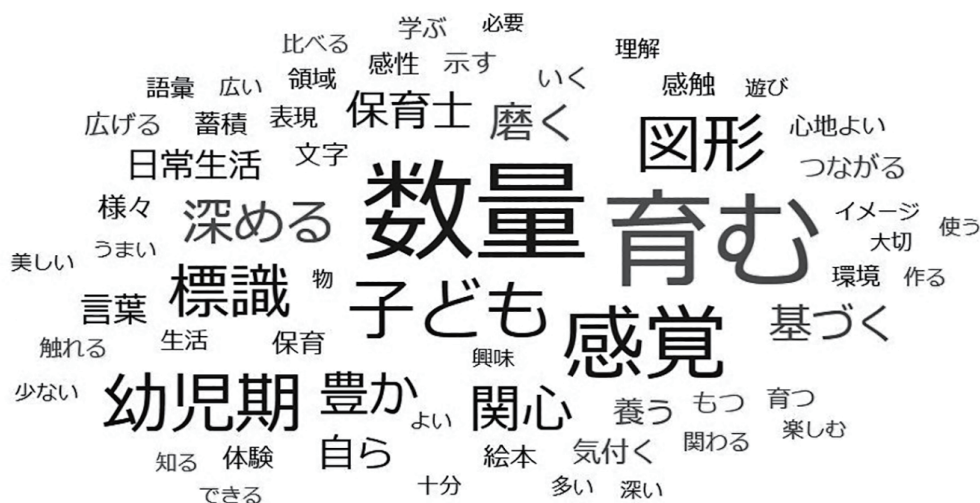 学ぶ 必要
比べる 感性 示す 理解
語彙 広い 領域 いく 感触 遊び
広げる 蓄積 表現 保育士 磨く 図形 心地よい
日常生活 文字 数量 つながる
様々 深める 育む イメージ 使う
美しい うまい 大切
標識 物 子ども 環境 作る
言葉 感覚 基づく
触れる 生活 保育 興味
少ない 幼児期 豊か よい 関心 養う もつ 育つ
自ら 気付く 関わる 楽しむ
知る 体験 絵本
できる 十分 多い 深い